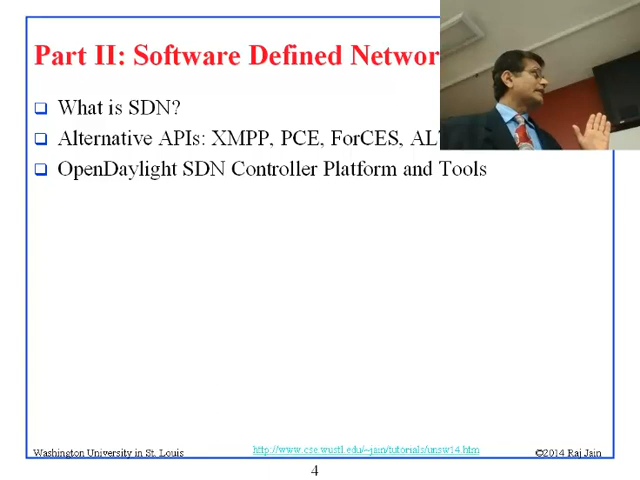 Part II: Software Defined Networ
What is SDN?
Alternative APIs: XMPP, PCE, ForCES, AL
OpenDaylight SDN Controller Platform and Tools
Washington University in St. Louis
http://www.cse.wustl.edu/~jain/tutorials/unsw14.htm
©2014 Raj Jain
4